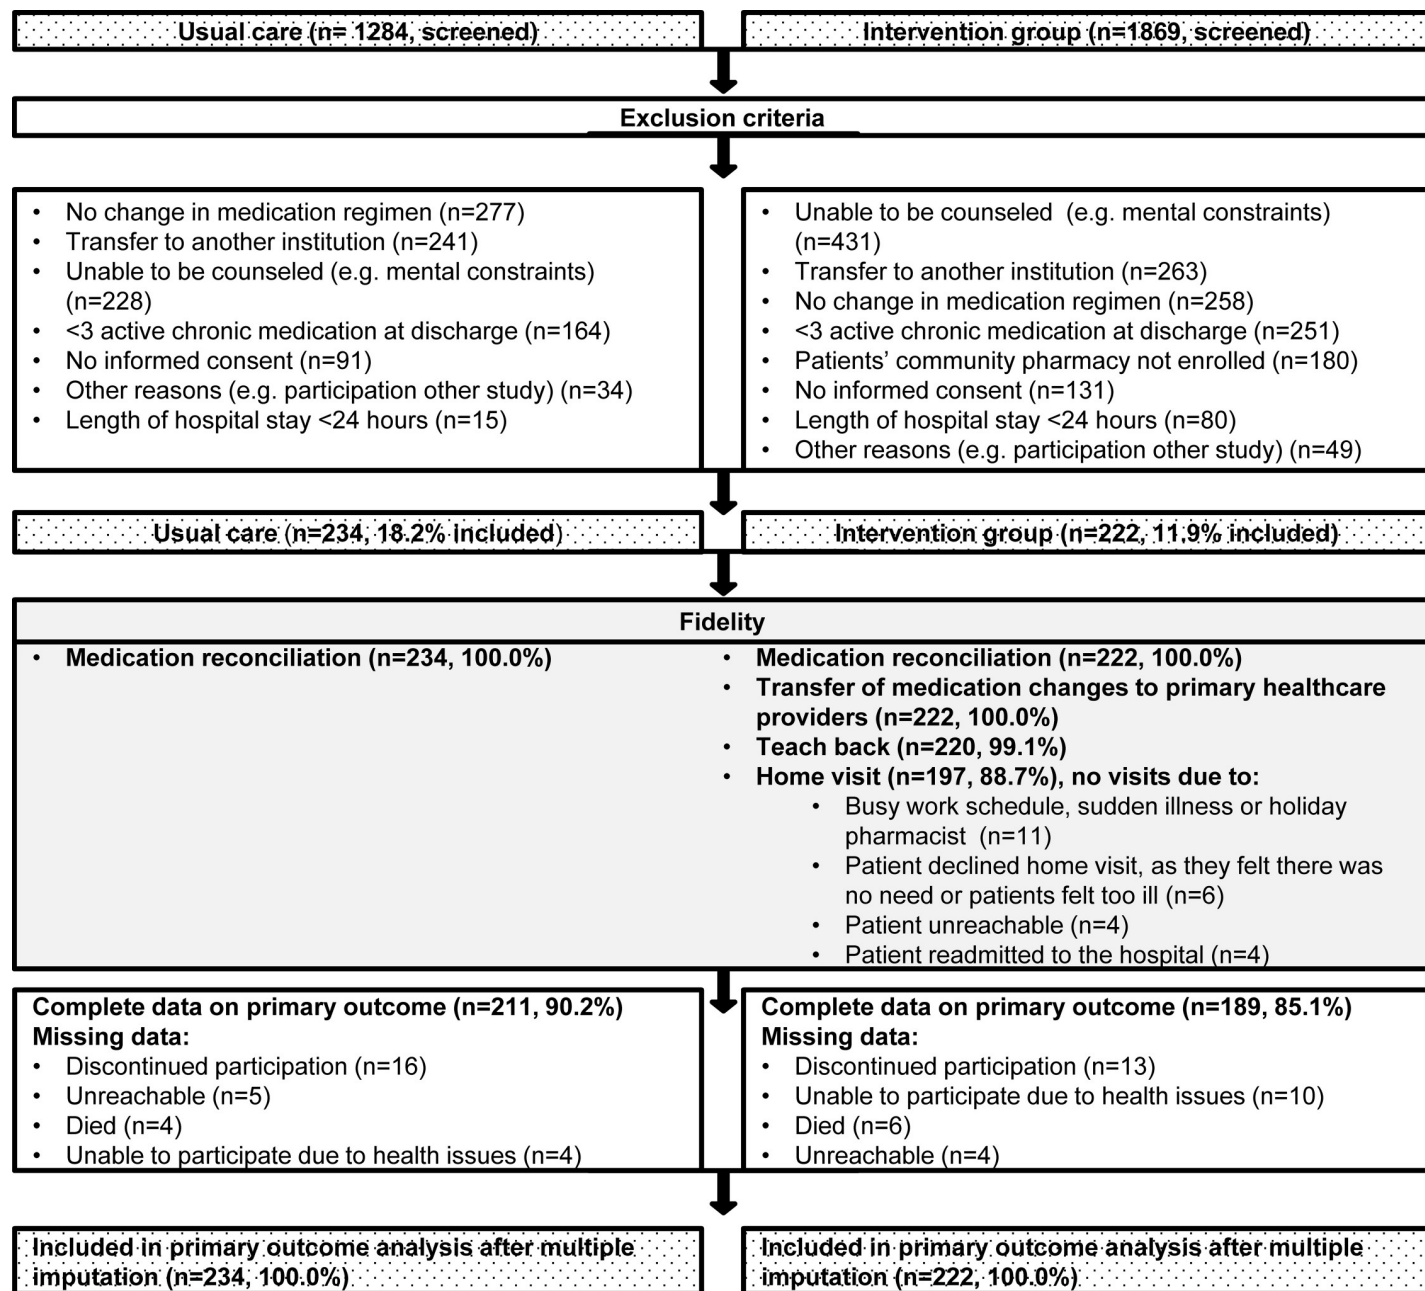 Usual care (n= 1284, screened)
Intervention group (n=1869, screened)
Exclusion criteria
• No change in medication regimen (n=277)
• Transfer to another institution (n=241)
• Unable to be counseled (e.g. mental constraints)
(n=228)
• <3 active chronic medication at discharge (n=164)
• No informed consent (n=91)
• Other reasons (e.g. participation other study) (n=34)
• Length of hospital stay <24 hours (n=15)
• Unable to be counseled (e.g. mental constraints)
(n=431)
• Transfer to another institution (n=263)
• No change in medication regimen (n=258)
• <3 active chronic medication at discharge (n=251)
• Patients’ community pharmacy not enrolled (n=180)
• No informed consent (n=131)
• Length of hospital stay <24 hours (n=80)
• Other reasons (e.g. participation other study) (n=49)
Usual care (n=234, 18.2% included)
Intervention group (n=222, 11.9% included)
Fidelity
• Medication reconciliation (n=234, 100.0%)
• Medication reconciliation (n=222, 100.0%)
• Transfer of medication changes to primary healthcare
providers (n=222, 100.0%)
• Teach back (n=220, 99.1%)
• Home visit (n=197, 88.7%), no visits due to:
• Busy work schedule, sudden illness or holiday
pharmacist (n=11)
• Patient declined home visit, as they felt there was
no need or patients felt too ill (n=6)
• Patient unreachable (n=4)
• Patient readmitted to the hospital (n=4)
Complete data on primary outcome (n=211, 90.2%)
Missing data:
• Discontinued participation (n=16)
• Unreachable (n=5)
• Died (n=4)
• Unable to participate due to health issues (n=4)
Complete data on primary outcome (n=189, 85.1%)
Missing data:
• Discontinued participation (n=13)
• Unable to participate due to health issues (n=10)
• Died (n=6)
• Unreachable (n=4)
Included in primary outcome analysis after multiple
imputation (n=234, 100.0%)
Included in primary outcome analysis after multiple
imputation (n=222, 100.0%)